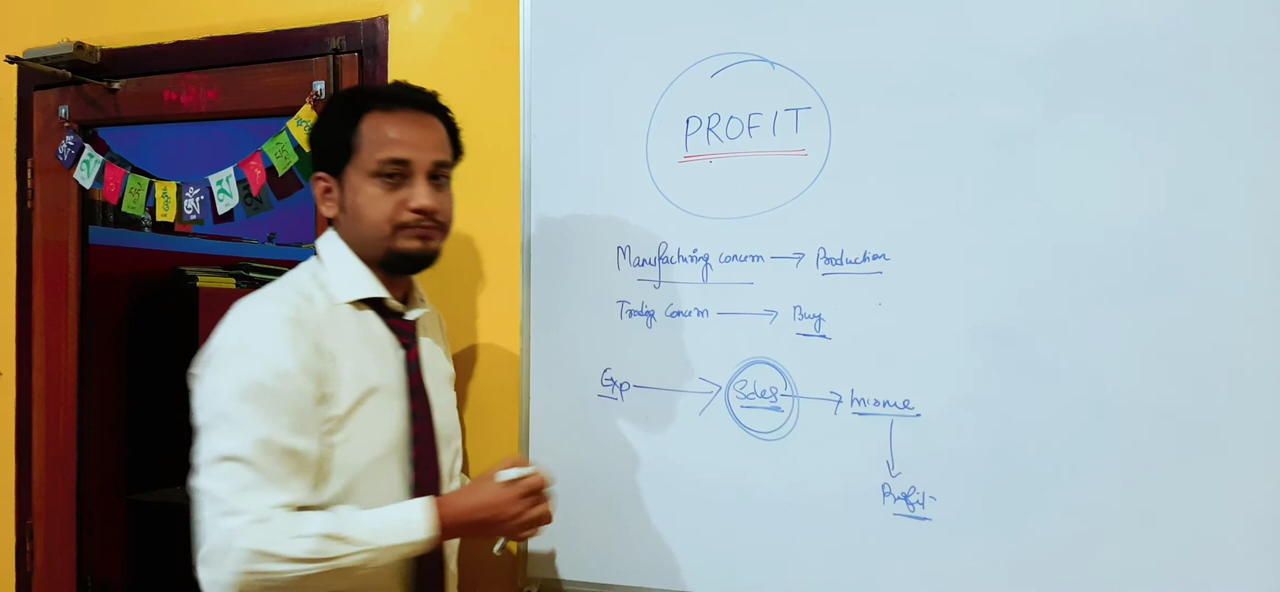 PROFIT
Manufacturing concern → Production
Trading concern → Buy
Exp → Sales → Income
Profit